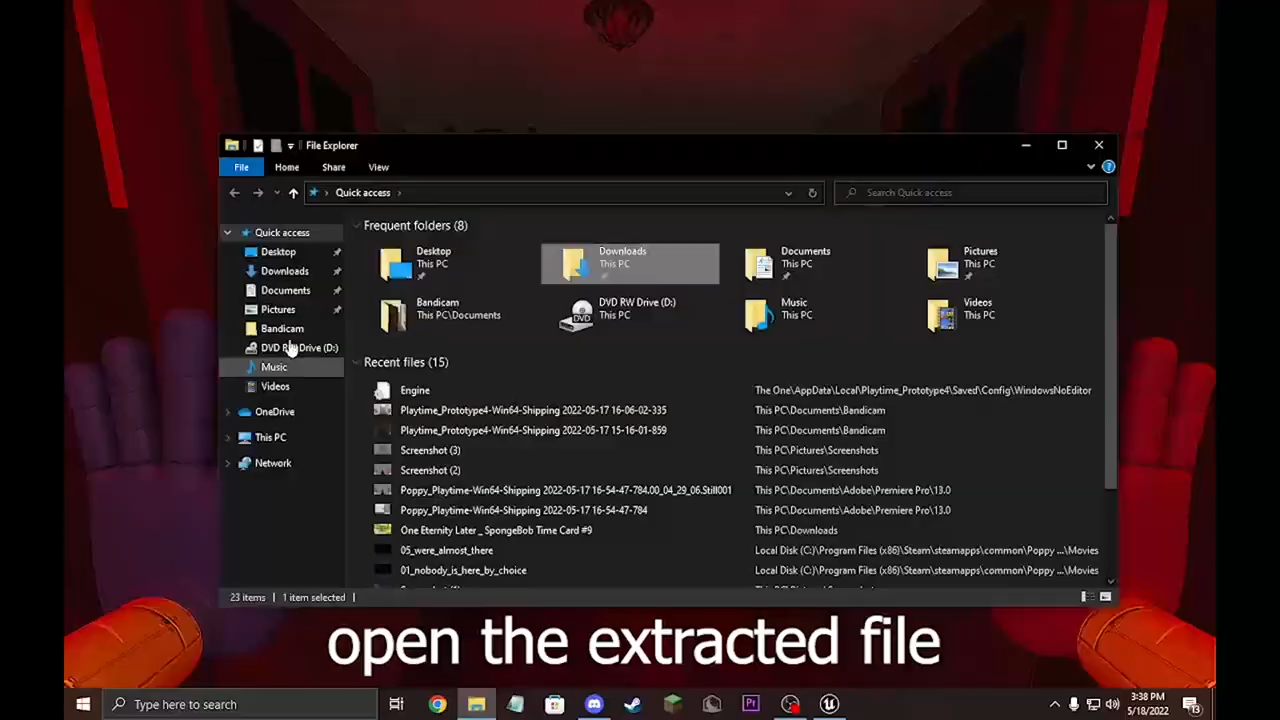 File Explorer
File Home Share View
Quick access
Search Quick access
Quick access
Desktop
Downloads
Documents
Pictures
Bandicam
DVD RW Drive (D:)
Music
Videos
OneDrive
This PC
Network
Frequent folders (8)
Desktop
This PC
Downloads
This PC
Documents
This PC
Pictures
This PC
Bandicam
This PC\Documents
DVD RW Drive (D:)
This PC
DVD
Music
This PC
Videos
This PC
Recent files (15)
Engine The One\AppData\Local\Playtime_Prototype4\Saved\Config\WindowsNoEditor
Playtime_Prototype4-Win64-Shipping 2022-05-17 16-06-02-335 This PC\Documents\Bandicam
Playtime_Prototype4-Win64-Shipping 2022-05-17 15-16-01-859 This PC\Documents\Bandicam
Screenshot (3) This PC\Pictures\Screenshots
Screenshot (2) This PC\Pictures\Screenshots
Poppy_Playtime-Win64-Shipping 2022-05-17 16-54-47-784.00_04_29_06.Still001 This PC\Documents\Adobe\Premiere Pro\13.0
Poppy_Playtime-Win64-Shipping 2022-05-17 16-54-47-784 This PC\Documents\Adobe\Premiere Pro\13.0
One Eternity Later _ SpongeBob Time Card #9 This PC\Downloads
05_were_almost_there Local Disk (C:)\Program Files (x86)\Steam\steamapps\common\Poppy ...\Movies
01_nobody_is_here_by_choice Local Disk (C:)\Program Files (x86)\Steam\steamapps\common\Poppy ...\Movies
23 items 1 item selected
open the extracted file
Type here to search
Pr
3:38 PM
5/18/2022
13